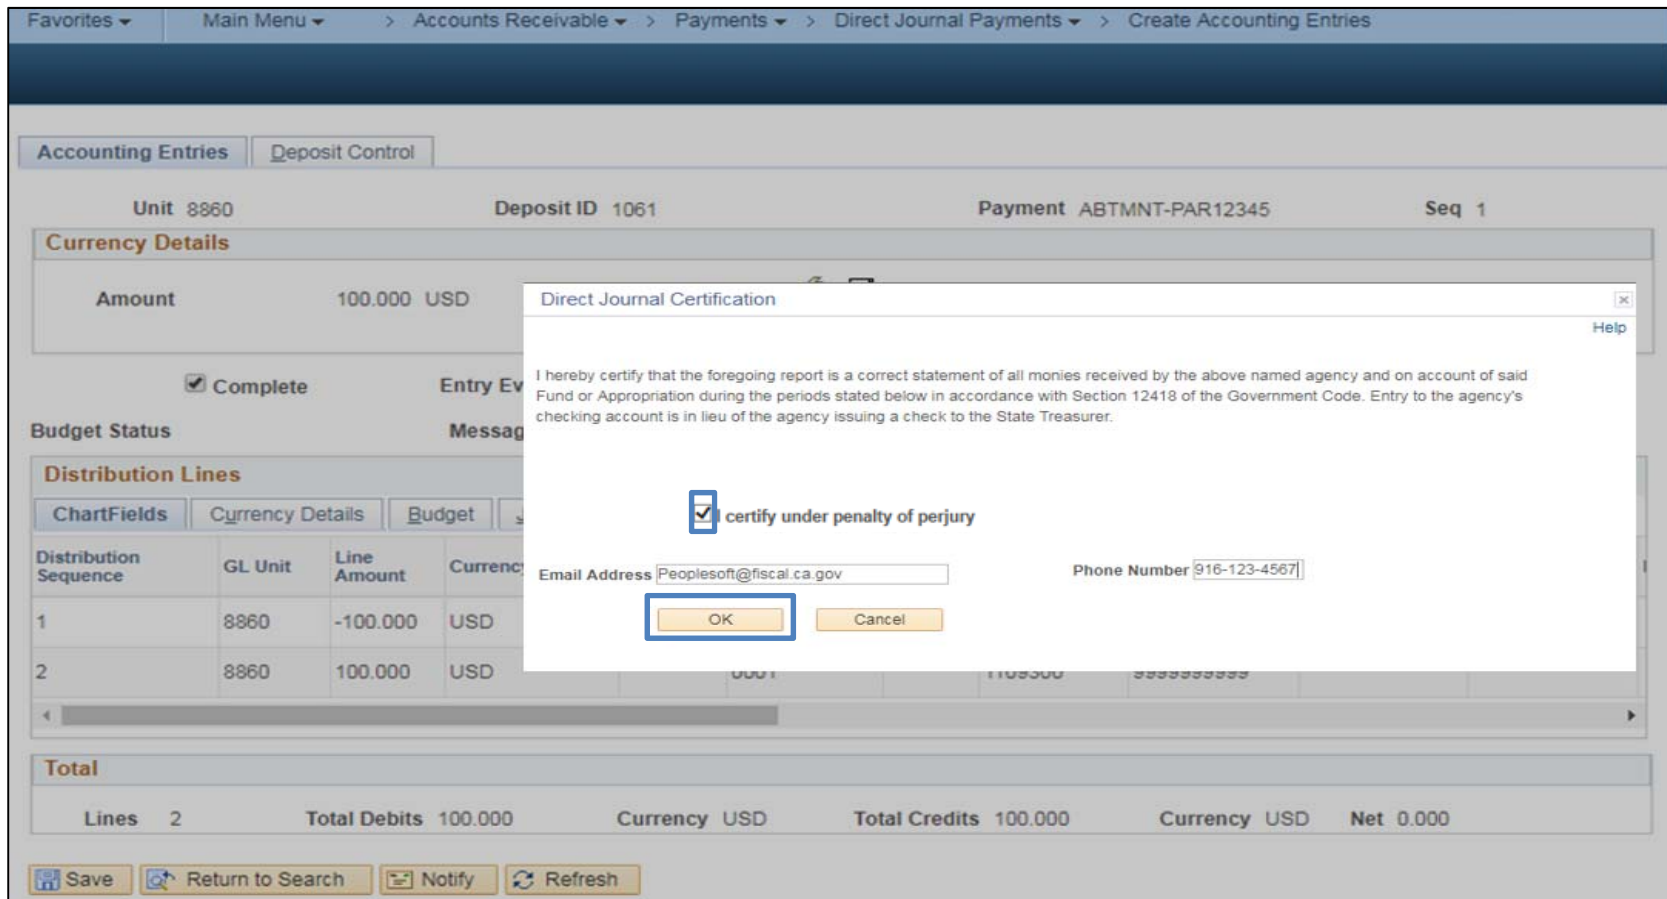 Favorites Main Menu > Accounts Receivable > Payments > Direct Journal Payments > Create Accounting Entries
Accounting Entries Deposit Control
Unit 8860 Deposit ID 1061 Payment ABTMNT-PAR12345 Seq 1
Currency Details
Amount 100.000 USD
Direct Journal Certification
Help
I hereby certify that the foregoing report is a correct statement of all monies received by the above named agency and on account of said
Fund or Appropriation during the periods stated below in accordance with Section 12418 of the Government Code. Entry to the agency's
checking account is in lieu of the agency issuing a check to the State Treasurer.
certify under penalty of perjury
Email Address Peoplesoft@fiscal.ca.gov Phone Number 916-123-4567
OK Cancel
Complete Entry Ev
Budget Status Messag
Distribution Lines
ChartFields Currency Details Budget
Distribution Sequence GL Unit Line Amount Currency
1 8860 -100.000 USD
2 8860 100.000 USD 0001 1109300 9999999999
Total
Lines 2 Total Debits 100.000 Currency USD Total Credits 100.000 Currency USD Net 0.000
Save Return to Search Notify Refresh